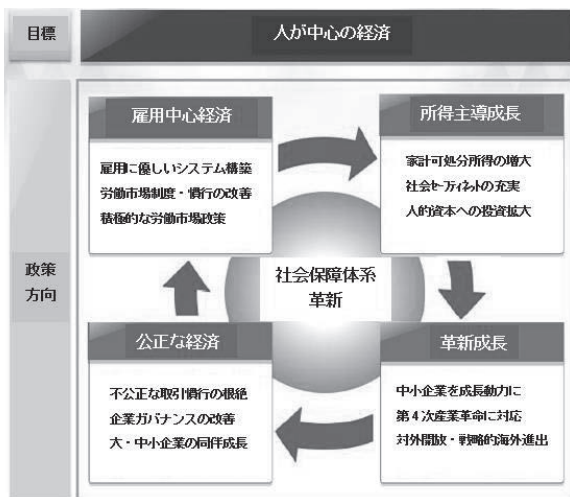 目標
人が中心の経済
雇用中心経済
雇用に優しいシステム構築
労働市場制度・慣行の改善
積極的な労働市場政策
所得主導成長
家計可処分所得の増大
社会セーフティネットの充実
人的資本への投資拡大
政策
方向
社会保障体系
革新
公正な経済
不公正な取引慣行の根絶
企業ガバナンスの改善
大・中小企業の同伴成長
革新成長
中小企業を成長動力に
第4次産業革命に対応
対外開放・戦略的海外進出